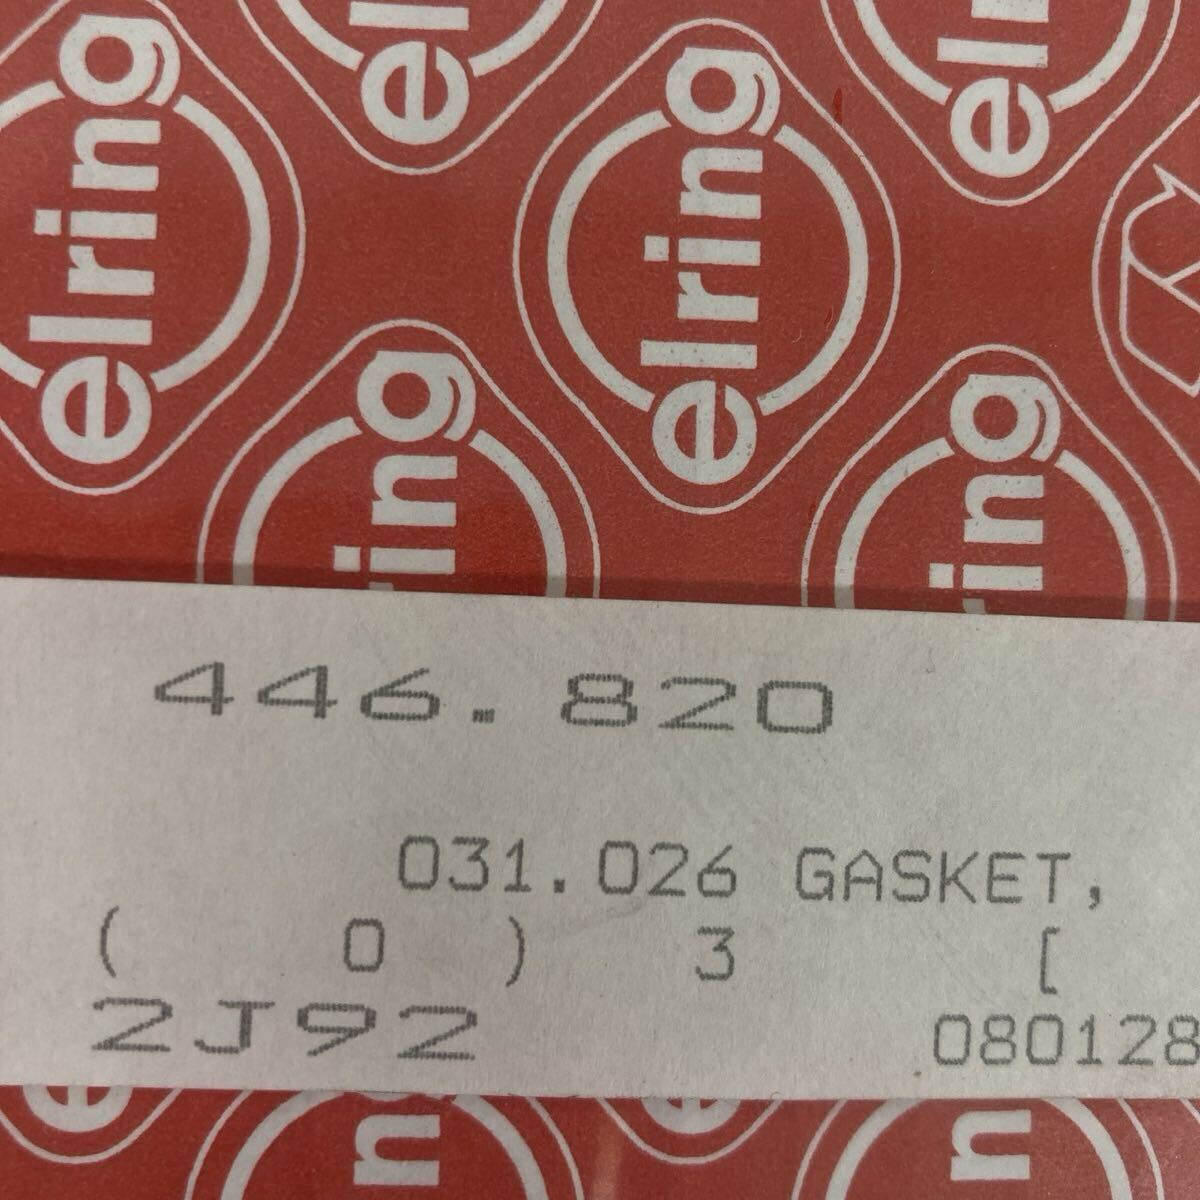 elring
elring
elring
elring
elring
elring
446.820
031.026 GASKET,
( 0 ) 3 [
2J92 080128